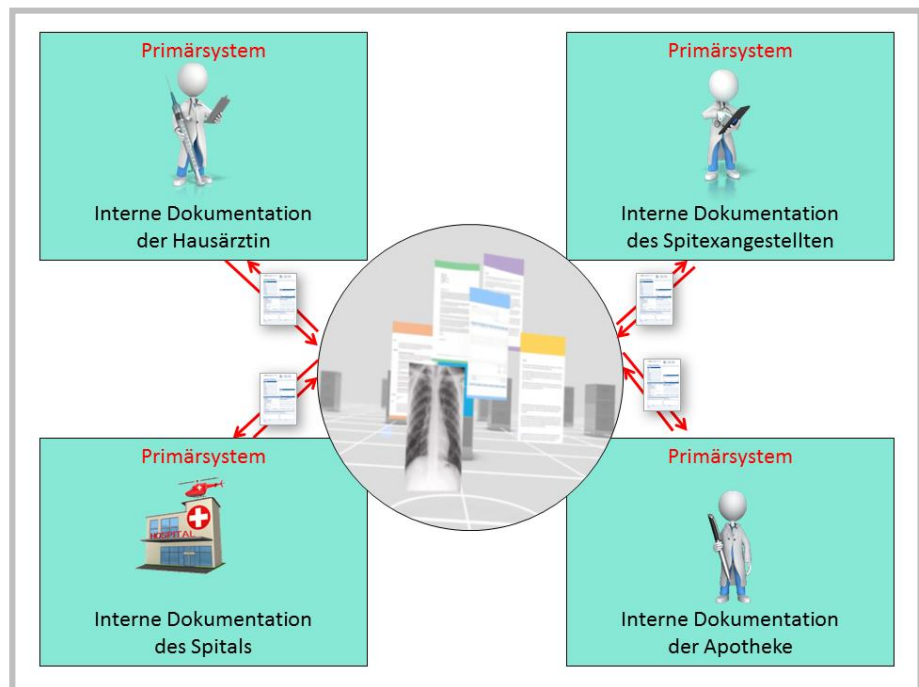 Primärsystem
Interne Dokumentation
der Hausärztin
Primärsystem
Interne Dokumentation
des Spitexangestellten
Primärsystem
HOSPITAL
Interne Dokumentation
des Spitals
Primärsystem
Interne Dokumentation
der Apotheke